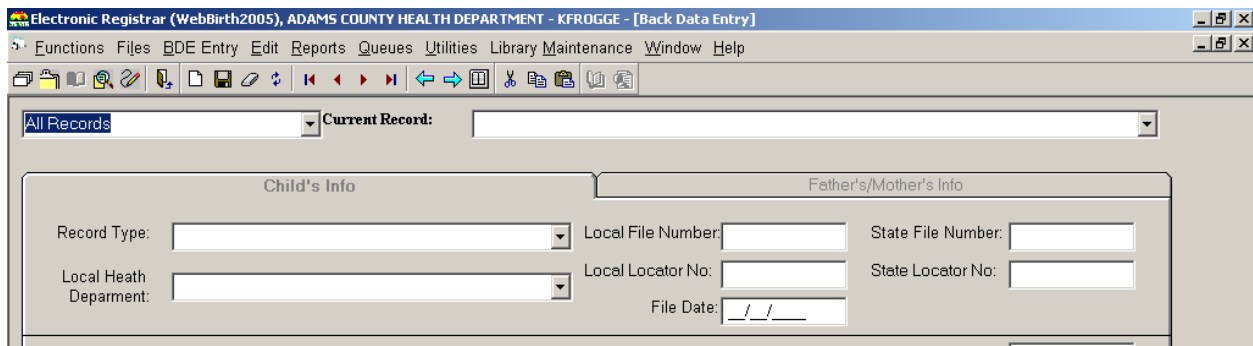 Electronic Registrar (WebBirth2005), ADAMS COUNTY HEALTH DEPARTMENT - KFROGGE - [Back Data Entry]
Functions Files BDE Entry Edit Reports Queues Utilities Library Maintenance Window Help
All Records Current Record:
Child's Info Father's/Mother's Info
Record Type: Local File Number: State File Number:
Local Heath Deparment: Local Locator No: State Locator No:
File Date: __/__/____